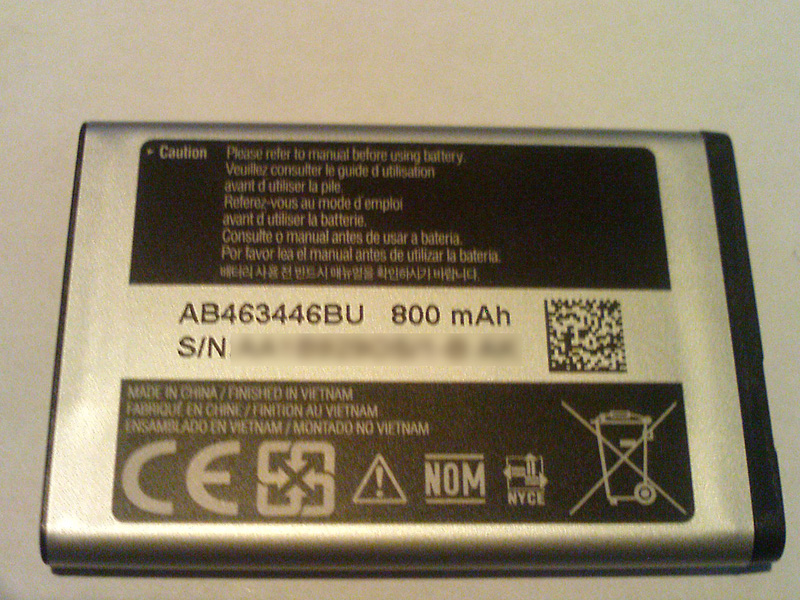 Caution Please refer to manual before using battery.
Veuillez consulter le guide d'utilisation
avant d'utiliser la pile.
Referez-vous au mode d'emploi
avant d'utiliser la batterie.
Consulte o manual antes de usar a bateria.
Por favor lea el manual antes de utilizar la batería.
배터리 사용 전 반드시 매뉴얼을 확인하시기 바랍니다.
AB463446BU 800 mAh
S/N
MADE IN CHINA / FINISHED IN VIETNAM
FABRIQUÉ EN CHINE / FINITION AU VIETNAM
ENSAMBLADO EN VIETNAM / MONTADO NO VIETNAM
CE NOM NYCE